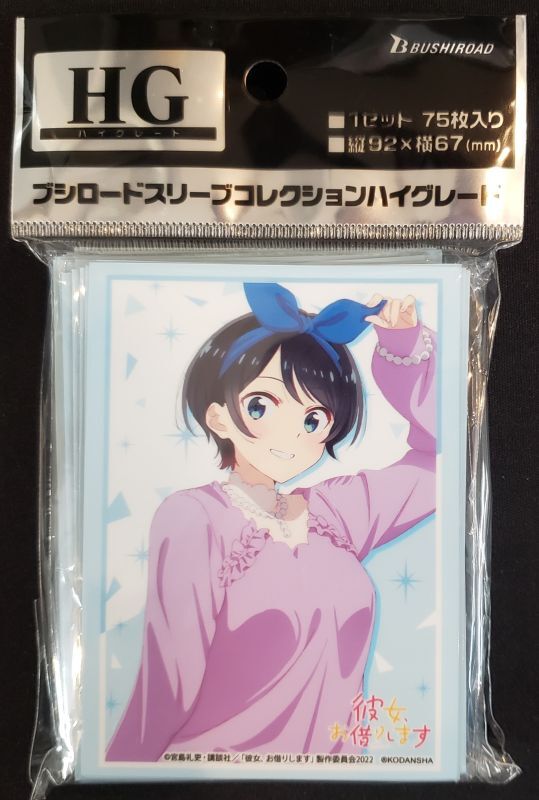 HG
ハイグレード
BUSHIROAD
1セット 75枚入り
縦92×横67(mm)
ブシロードスリーブコレクションハイグレード
彼女、
お借りします
©宮島礼吏・講談社／「彼女、お借りします」製作委員会2022 ®KODANSHA